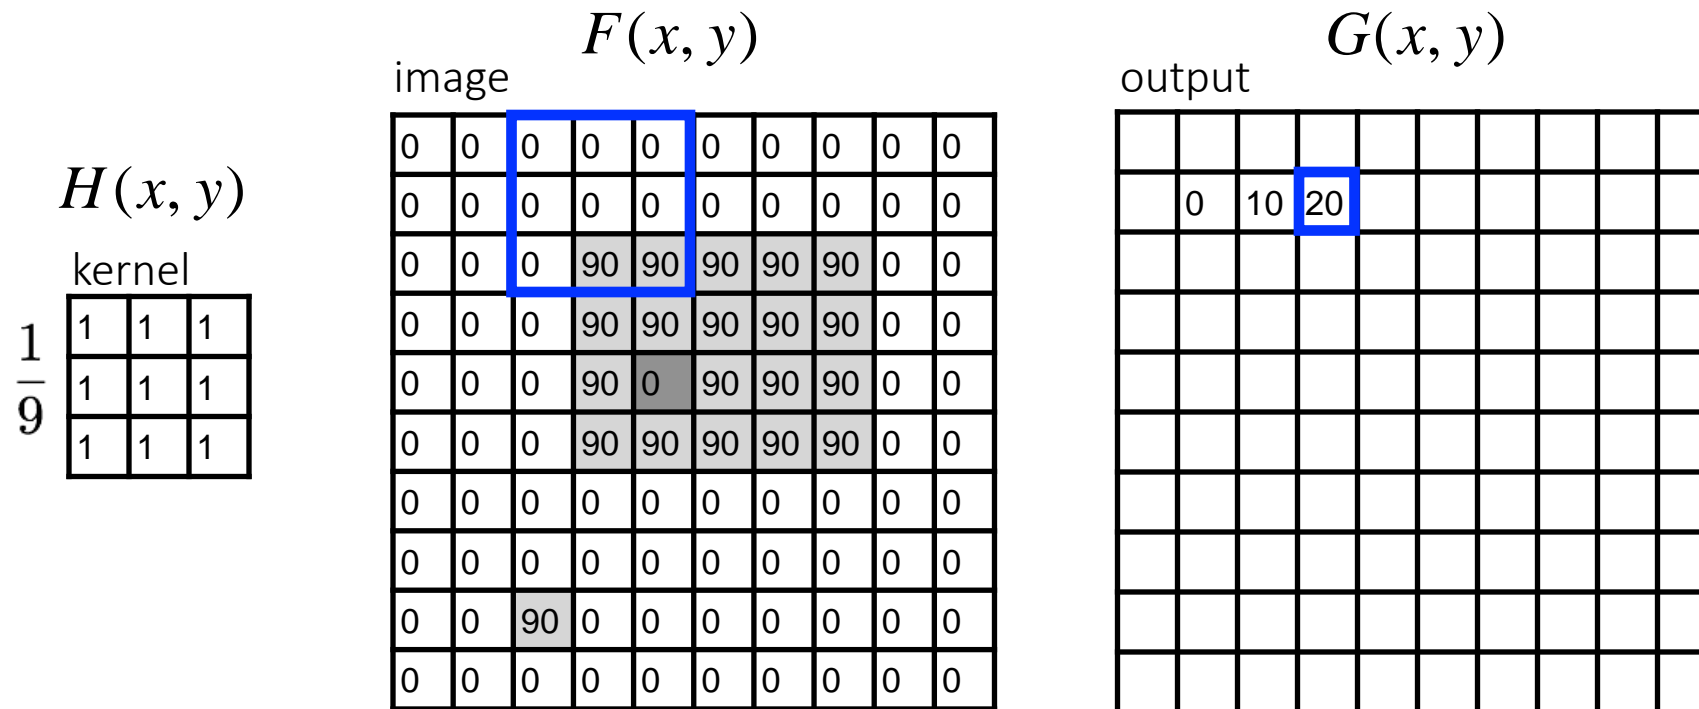 F(x, y)
G(x, y)
image
output
H(x, y)
kernel
1/9
1 1 1
1 1 1
1 1 1
0 0 0 0 0 0 0 0 0 0
0 0 0 0 0 0 0 0 0 0
0 0 0 90 90 90 90 90 0 0
0 0 0 90 90 90 90 90 0 0
0 0 0 90 0 90 90 90 0 0
0 0 0 90 90 90 90 90 0 0
0 0 0 0 0 0 0 0 0 0
0 0 0 0 0 0 0 0 0 0
0 0 90 0 0 0 0 0 0 0
0 0 0 0 0 0 0 0 0 0
0 10 20